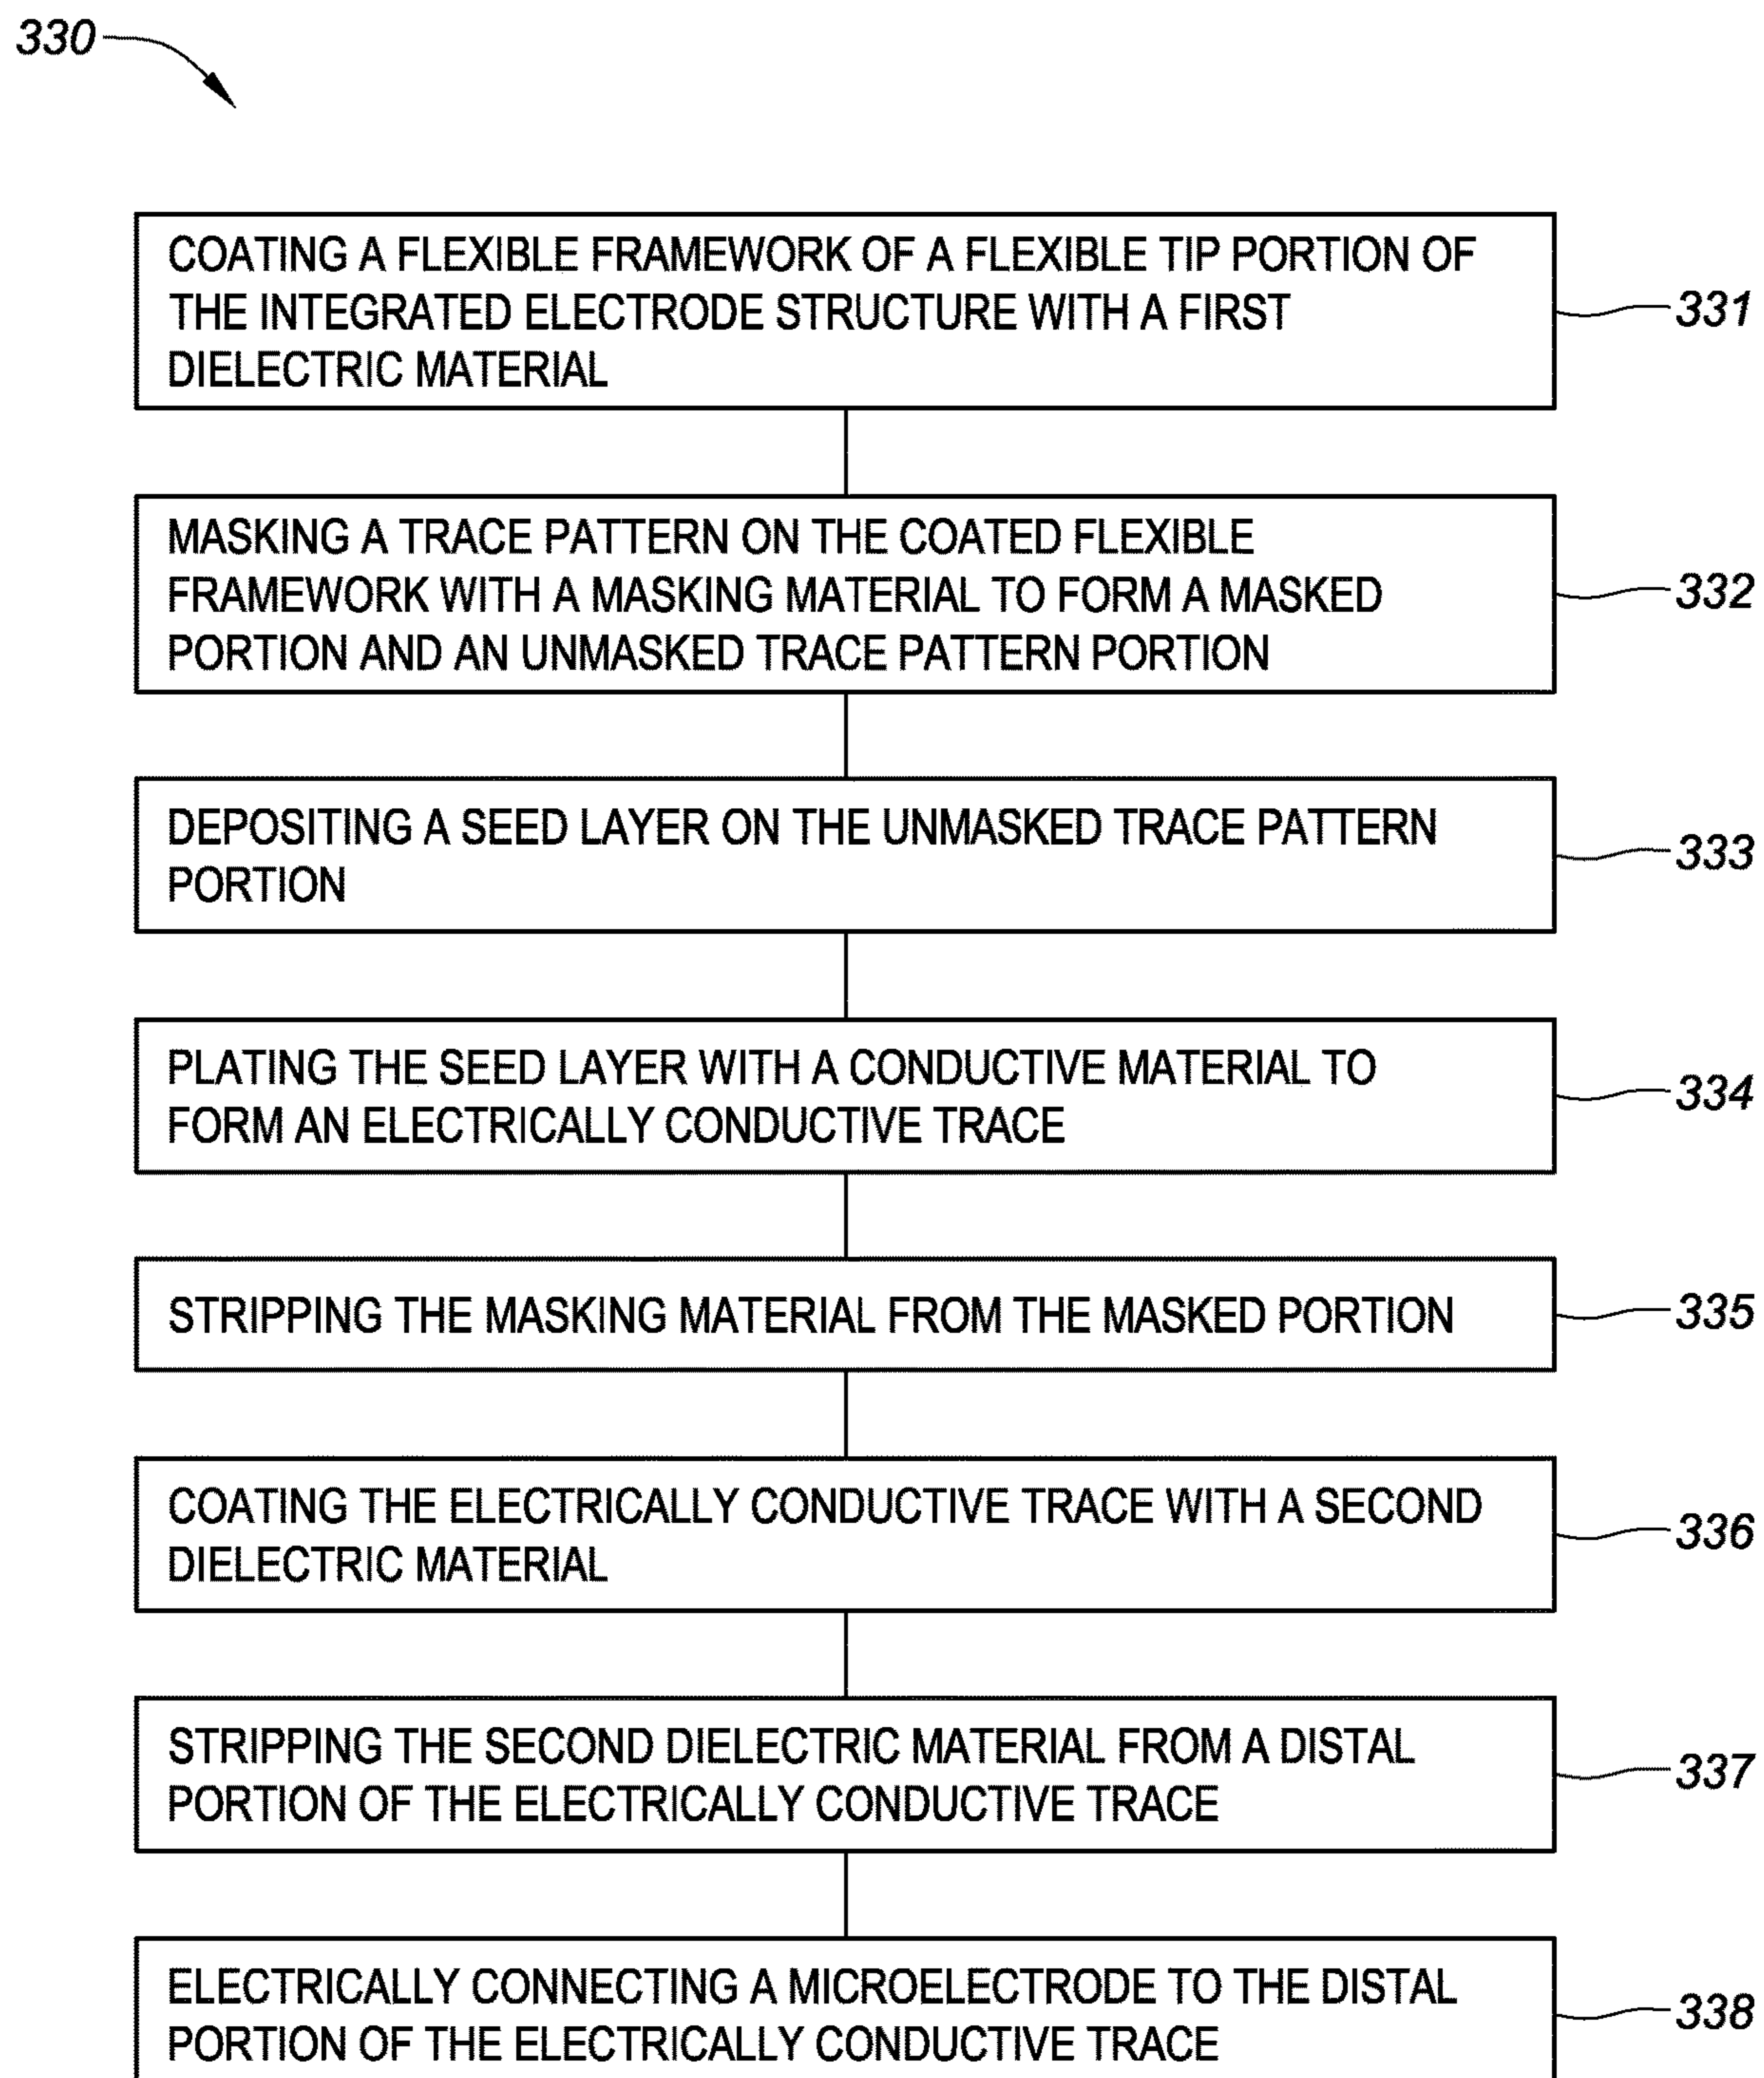 330
COATING A FLEXIBLE FRAMEWORK OF A FLEXIBLE TIP PORTION OF
THE INTEGRATED ELECTRODE STRUCTURE WITH A FIRST
DIELECTRIC MATERIAL
331
MASKING A TRACE PATTERN ON THE COATED FLEXIBLE
FRAMEWORK WITH A MASKING MATERIAL TO FORM A MASKED
PORTION AND AN UNMASKED TRACE PATTERN PORTION
332
DEPOSITING A SEED LAYER ON THE UNMASKED TRACE PATTERN
PORTION
333
PLATING THE SEED LAYER WITH A CONDUCTIVE MATERIAL TO
FORM AN ELECTRICALLY CONDUCTIVE TRACE
334
STRIPPING THE MASKING MATERIAL FROM THE MASKED PORTION
335
COATING THE ELECTRICALLY CONDUCTIVE TRACE WITH A SECOND
DIELECTRIC MATERIAL
336
STRIPPING THE SECOND DIELECTRIC MATERIAL FROM A DISTAL
PORTION OF THE ELECTRICALLY CONDUCTIVE TRACE
337
ELECTRICALLY CONNECTING A MICROELECTRODE TO THE DISTAL
PORTION OF THE ELECTRICALLY CONDUCTIVE TRACE
338